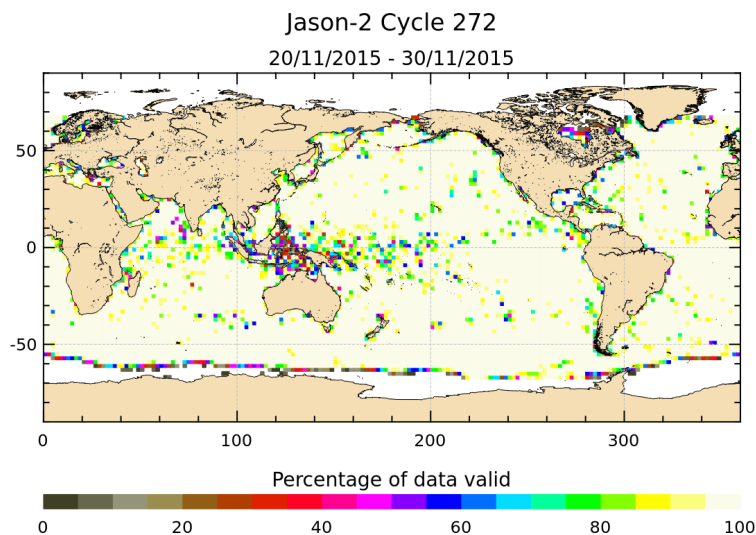 Jason-2 Cycle 272
20/11/2015 - 30/11/2015
50
0
-50
0 100 200 300
Percentage of data valid
0 20 40 60 80 100